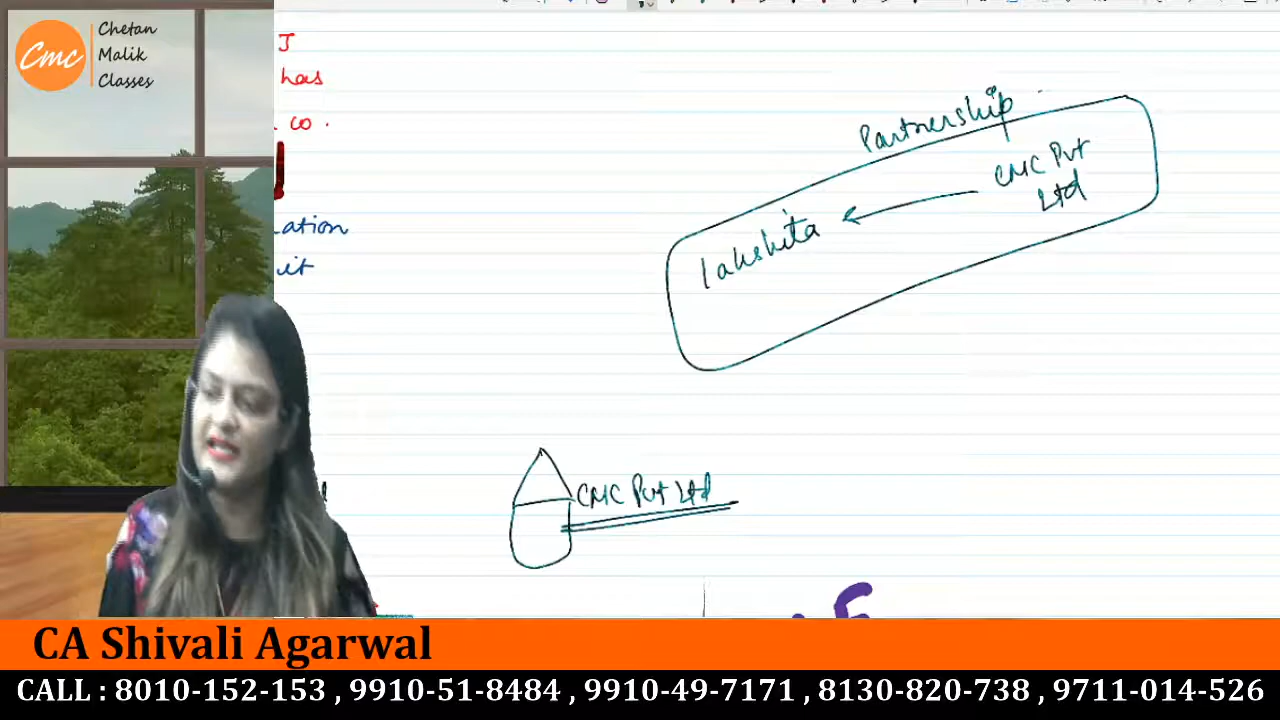 Cmc
Chetan
Malik
Classes
has
co.
ation
it
Partnership
CMC Pvt
Ltd
lakshita
CMC Pvt Ltd
CA Shivali Agarwal
CALL : 8010-152-153 , 9910-51-8484 , 9910-49-7171 , 8130-820-738 , 9711-014-526